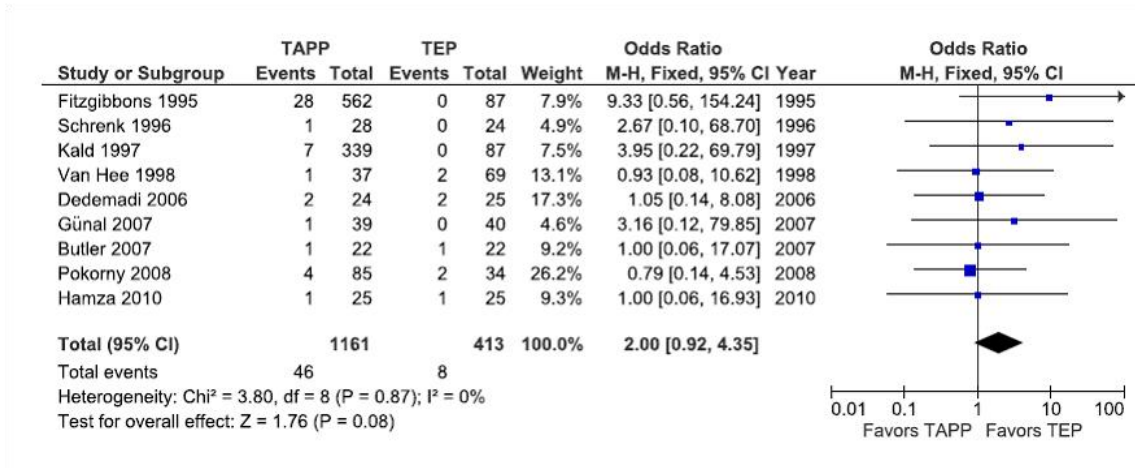 TAPP TEP Odds Ratio Odds Ratio
Study or Subgroup Events Total Events Total Weight M-H, Fixed, 95% CI Year M-H, Fixed, 95% CI
Fitzgibbons 1995 28 562 0 87 7.9% 9.33 [0.56, 154.24] 1995
Schrenk 1996 1 28 0 24 4.9% 2.67 [0.10, 68.70] 1996
Kald 1997 7 339 0 87 7.5% 3.95 [0.22, 69.79] 1997
Van Hee 1998 1 37 2 69 13.1% 0.93 [0.08, 10.62] 1998
Dedemadi 2006 2 24 2 25 17.3% 1.05 [0.14, 8.08] 2006
Günal 2007 1 39 0 40 4.6% 3.16 [0.12, 79.85] 2007
Butler 2007 1 22 1 22 9.2% 1.00 [0.06, 17.07] 2007
Pokorny 2008 4 85 2 34 26.2% 0.79 [0.14, 4.53] 2008
Hamza 2010 1 25 1 25 9.3% 1.00 [0.06, 16.93] 2010
Total (95% CI) 1161 413 100.0% 2.00 [0.92, 4.35]
Total events 46 8
Heterogeneity: Chi² = 3.80, df = 8 (P = 0.87); I² = 0%
Test for overall effect: Z = 1.76 (P = 0.08)
0.01 0.1 1 10 100
Favors TAPP Favors TEP